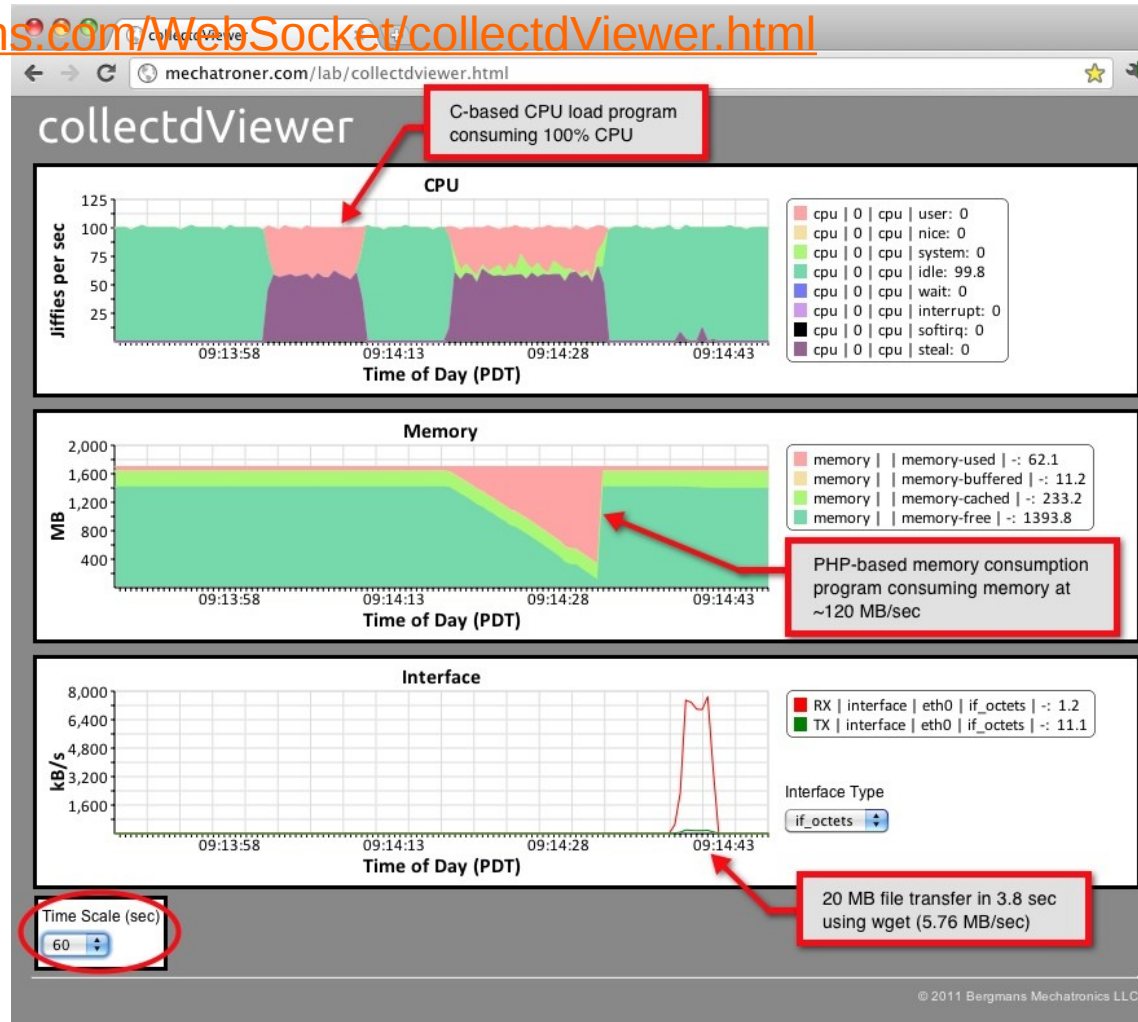 ns.com/WebSocket/collectdViewer.html
collectdViewer
mechatroner.com/lab/collectdviewer.html
collectdViewer
C-based CPU load program
consuming 100% CPU
CPU
125
100
75
50
25
Jiffies per sec
09:13:58 09:14:13 09:14:28 09:14:43
Time of Day (PDT)
cpu | 0 | cpu | user: 0
cpu | 0 | cpu | nice: 0
cpu | 0 | cpu | system: 0
cpu | 0 | cpu | idle: 99.8
cpu | 0 | cpu | wait: 0
cpu | 0 | cpu | interrupt: 0
cpu | 0 | cpu | softirq: 0
cpu | 0 | cpu | steal: 0
Memory
2,000
1,600
1,200
800
400
MB
09:13:58 09:14:13 09:14:28 09:14:43
Time of Day (PDT)
memory | | memory-used | -: 62.1
memory | | memory-buffered | -: 11.2
memory | | memory-cached | -: 233.2
memory | | memory-free | -: 1393.8
PHP-based memory consumption
program consuming memory at
~120 MB/sec
Interface
8,000
6,400
4,800
3,200
1,600
kB/s
09:13:58 09:14:13 09:14:28 09:14:43
Time of Day (PDT)
RX | interface | eth0 | if_octets | -: 1.2
TX | interface | eth0 | if_octets | -: 11.1
Interface Type
if_octets
20 MB file transfer in 3.8 sec
using wget (5.76 MB/sec)
Time Scale (sec)
60
© 2011 Bergmans Mechatronics LLC